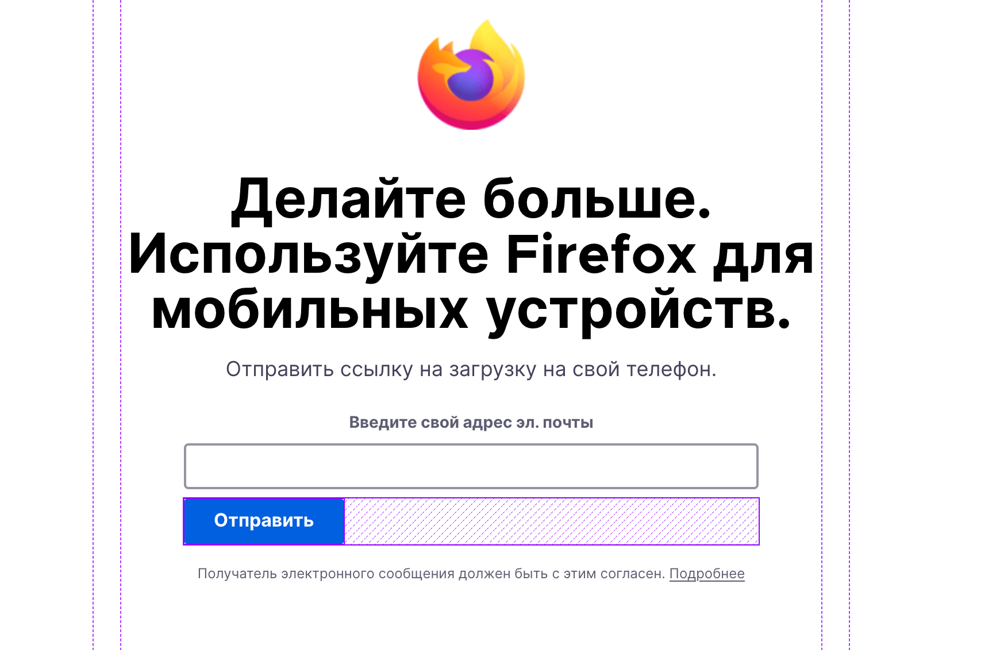 Делайте больше.
Используйте Firefox для
мобильных устройств.
Отправить ссылку на загрузку на свой телефон.
Введите свой адрес эл. почты
Отправить
Получатель электронного сообщения должен быть с этим согласен. Подробнее